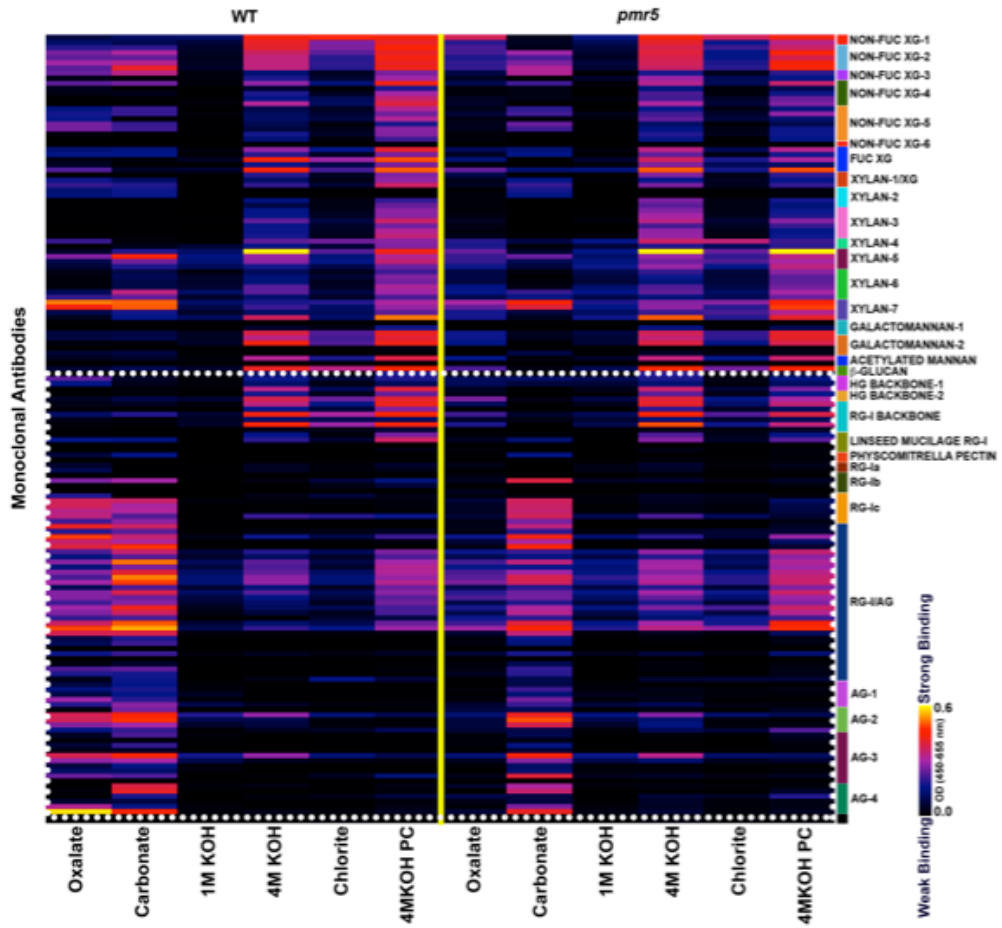 WT
pmr5
Monoclonal Antibodies
NON-FUC XG-1
NON-FUC XG-2
NON-FUC XG-3
NON-FUC XG-4
NON-FUC XG-5
NON-FUC XG-6
FUC XG
XYLAN-1/XG
XYLAN-2
XYLAN-3
XYLAN-4
XYLAN-5
XYLAN-6
XYLAN-7
GALACTOMANNAN-1
GALACTOMANNAN-2
ACETYLATED MANNAN
β-GLUCAN
HG BACKBONE-1
HG BACKBONE-2
RG-I BACKBONE
LINSEED MUCILAGE RG-I
PHYSCOMITRELLA PECTIN
RG-Ia
RG-Ib
RG-Ic
RG-I/AG
AG-1
AG-2
AG-3
AG-4
Weak Binding
Strong Binding
0.6
OD (450-655 nm)
0.0
Oxalate
Carbonate
1M KOH
4M KOH
Chlorite
4MKOH PC
Oxalate
Carbonate
1M KOH
4M KOH
Chlorite
4MKOH PC